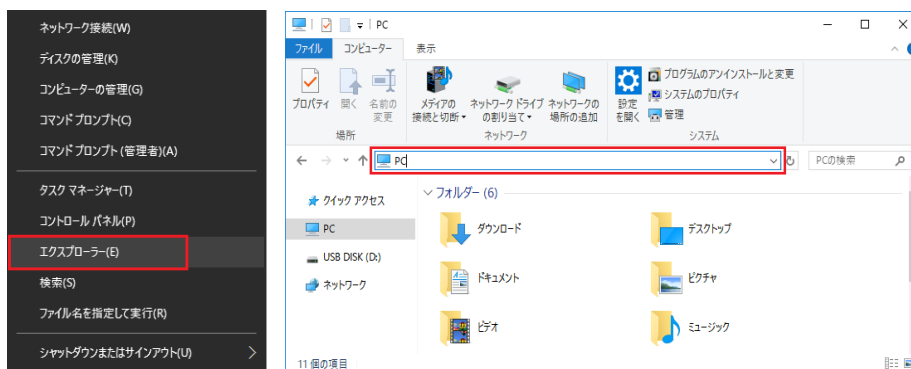 ネットワーク接続(W)
ディスクの管理(K)
コンピューターの管理(G)
コマンド プロンプト(C)
コマンド プロンプト (管理者)(A)
タスク マネージャー(T)
コントロール パネル(P)
エクスプローラー(E)
検索(S)
ファイル名を指定して実行(R)
シャットダウンまたはサインアウト(U)
PC
ファイル コンピューター 表示
プロパティ 開く 名前の変更
場所
メディアの接続と切断 ネットワーク ドライブの割り当て ネットワークの場所の追加
ネットワーク
設定を開く
プログラムのアンインストールと変更
システムのプロパティ
管理
システム
PC
PCの検索
クイック アクセス
PC
USB DISK (D:)
ネットワーク
フォルダー (6)
ダウンロード
デスクトップ
ドキュメント
ピクチャ
ビデオ
ミュージック
11 個の項目